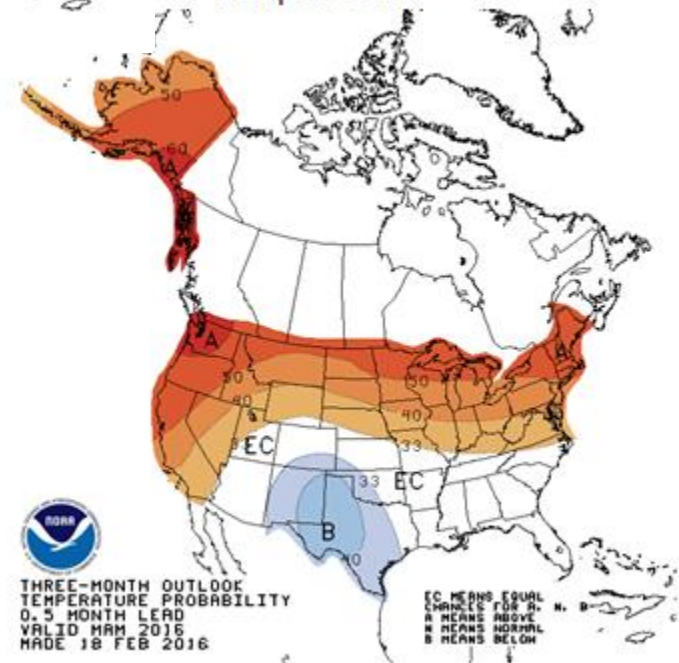 50
60
A
A
A
50
50
40
40
33
EC
33
EC
B
NOAA
THREE-MONTH OUTLOOK
TEMPERATURE PROBABILITY
0.5 MONTH LEAD
VALID MAM 2016
MADE 18 FEB 2016
EC MEANS EQUAL
CHANCES FOR A, N, B
A MEANS ABOVE
N MEANS NORMAL
B MEANS BELOW